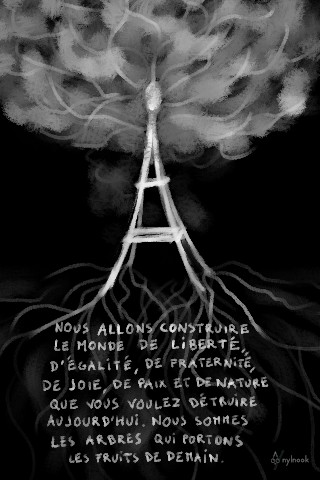 NOUS ALLONS CONSTRUIRE
LE MONDE DE LIBERTÉ,
D'ÉGALITÉ, DE FRATERNITÉ,
DE JOIE, DE PAIX ET DE NATURE
QUE VOUS VOULEZ DÉTRUIRE
AUJOURD'HUI. NOUS SOMMES
LES ARBRES QUI PORTONS
LES FRUITS DE DEMAIN.
nylnook